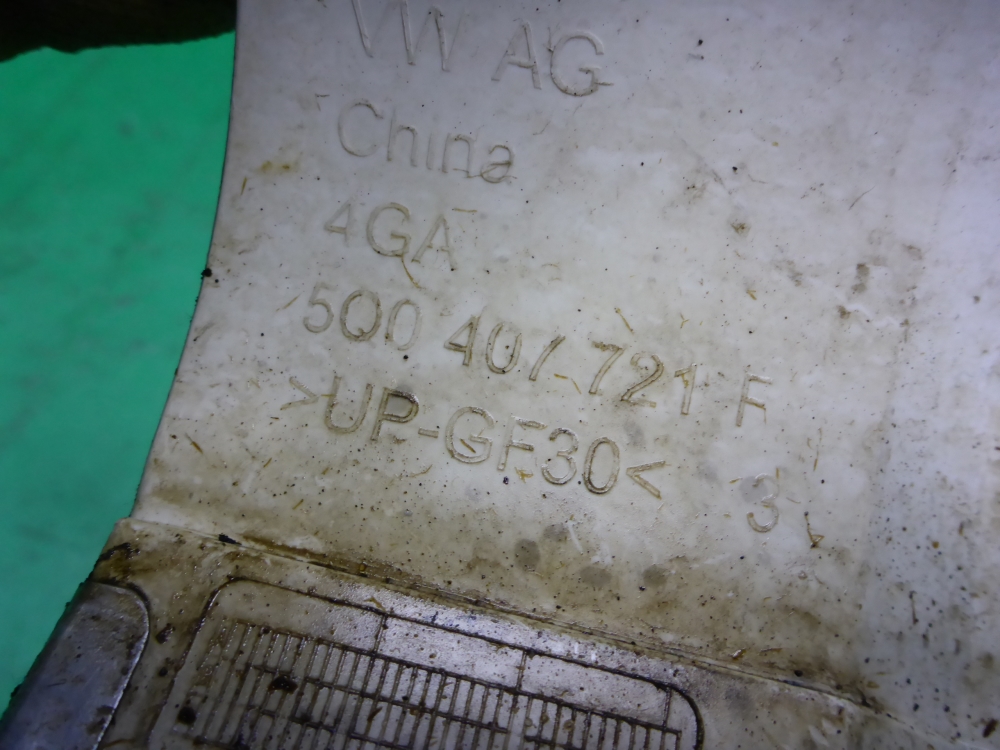 VW AG
China
4GA
5Q0 407 721 F
>UP-GF30< 3